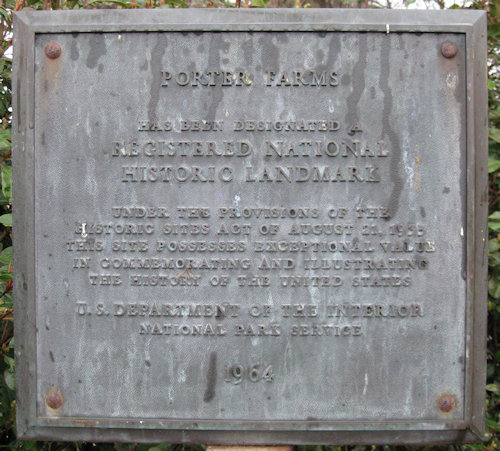 PORTER FARMS
HAS BEEN DESIGNATED A
REGISTERED NATIONAL
HISTORIC LANDMARK
UNDER THE PROVISIONS OF THE
HISTORIC SITES ACT OF AUGUST 21, 1935
THIS SITE POSSESSES EXCEPTIONAL VALUE
IN COMMEMORATING AND ILLUSTRATING
THE HISTORY OF THE UNITED STATES
U.S. DEPARTMENT OF THE INTERIOR
NATIONAL PARK SERVICE
1964